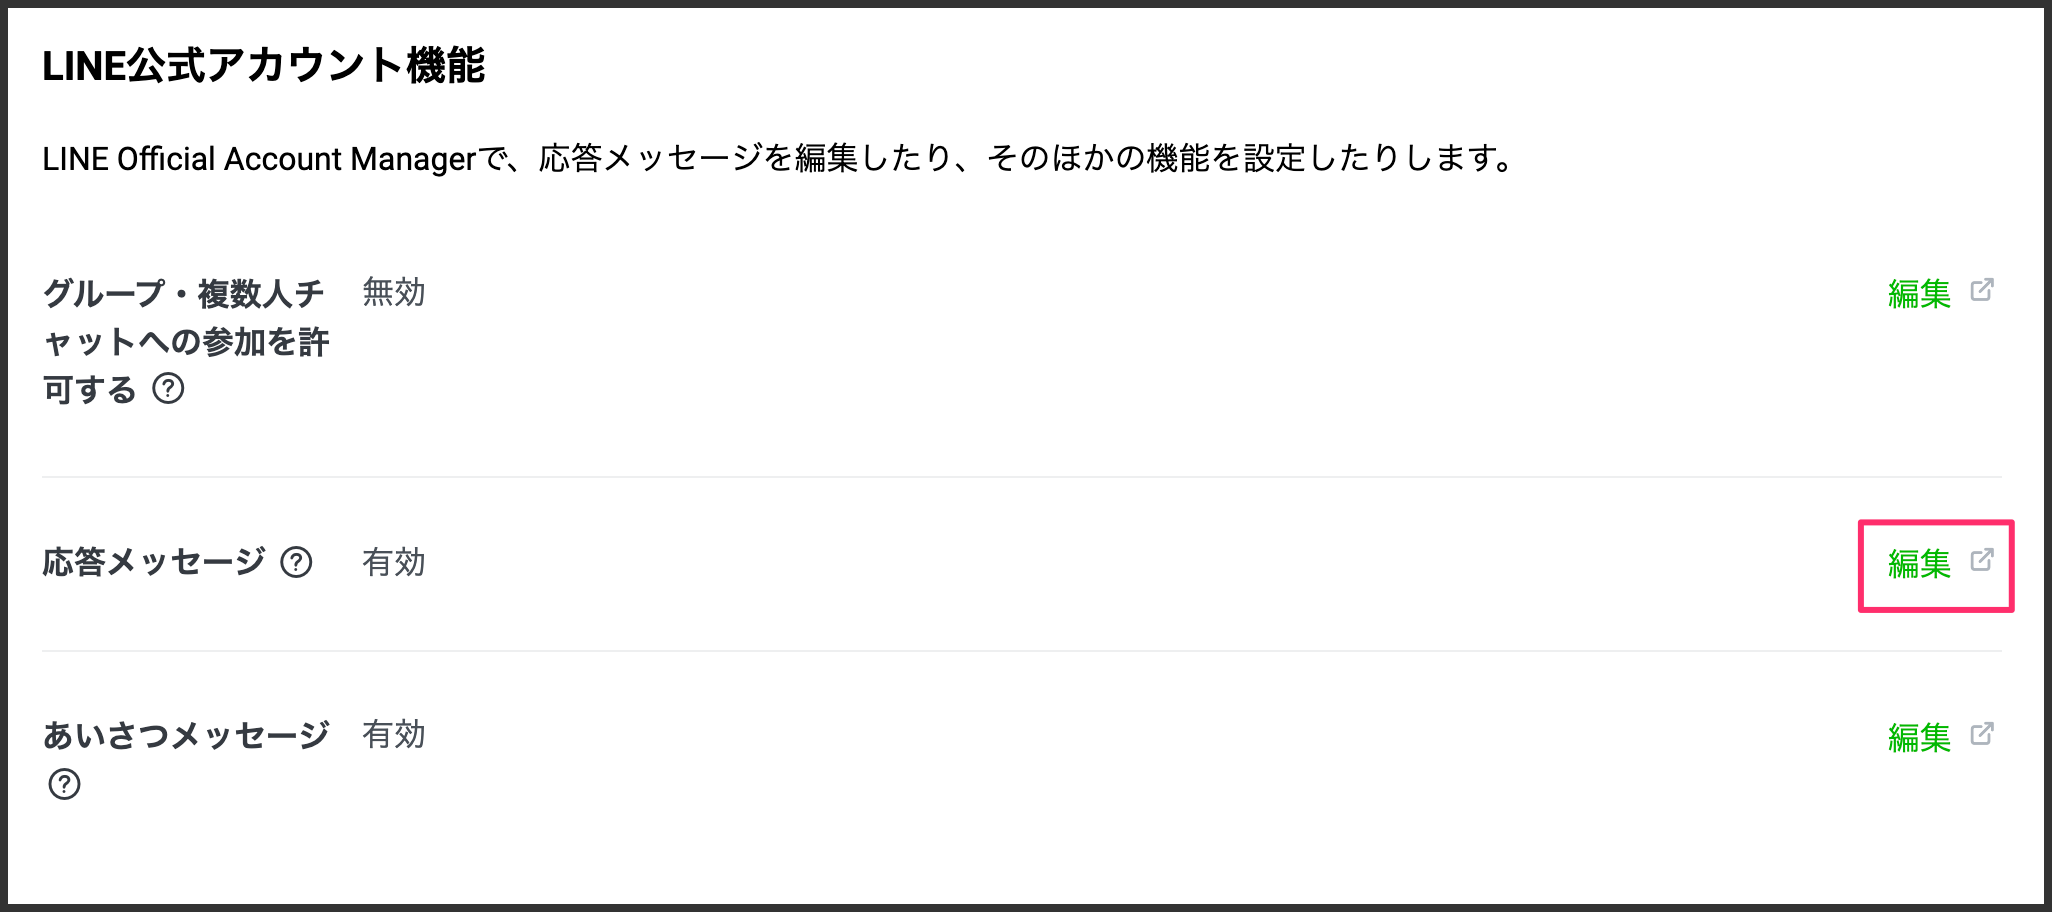 LINE公式アカウント機能
LINE Official Account Managerで、応答メッセージを編集したり、そのほかの機能を設定したりします。
グループ・複数人チ
ャットへの参加を許
可する ?
無効
編集
応答メッセージ ?
有効
編集
あいさつメッセージ
?
有効
編集